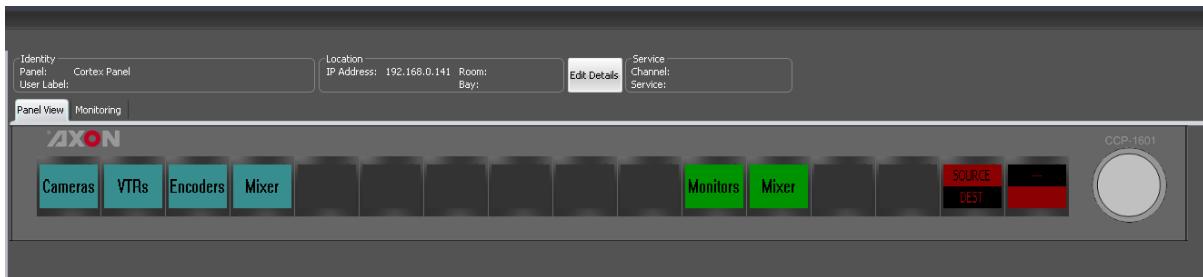 Identity
Panel: Cortex Panel
User Label:
Location
IP Address: 192.168.0.141 Room:
Bay:
Edit Details
Service
Channel:
Service:
Panel View Monitoring
AXON
CCP-1601
Cameras VTRs Encoders Mixer Monitors Mixer SOURCE ---
DEST